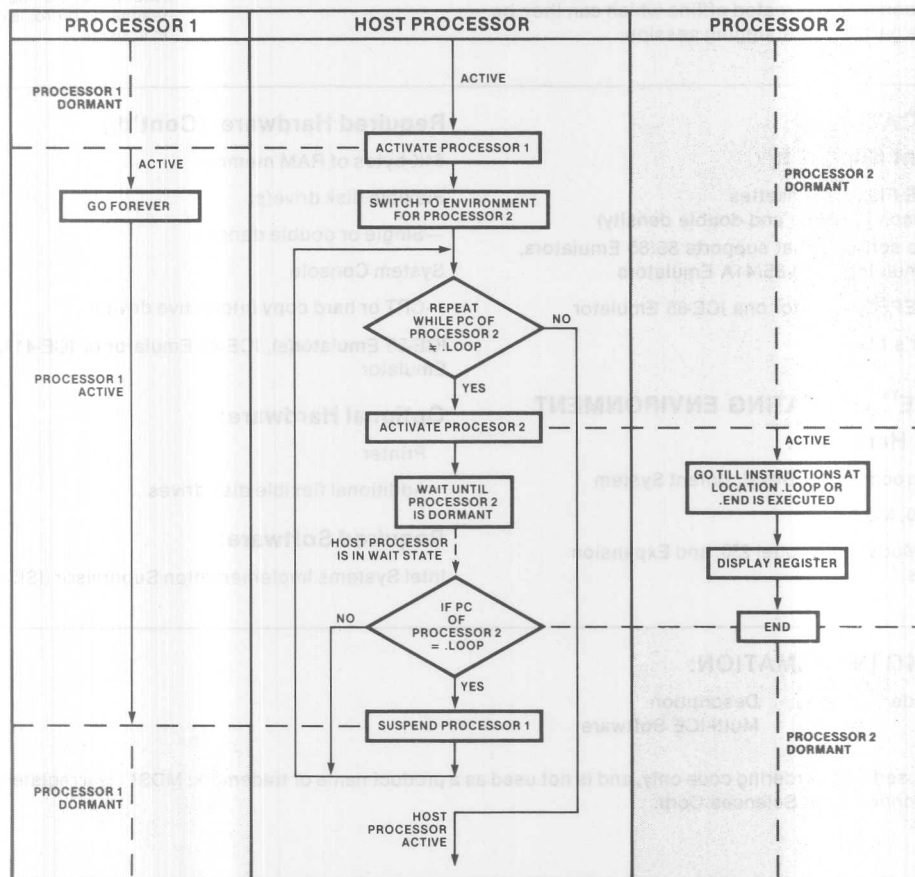 PROCESSOR 1
HOST PROCESSOR
PROCESSOR 2
PROCESSOR 1
DORMANT
ACTIVE
ACTIVATE PROCESSOR 1
ACTIVE
GO FOREVER
SWITCH TO ENVIRONMENT
FOR PROCESSOR 2
PROCESSOR 2
DORMANT
REPEAT
WHILE PC OF
PROCESSOR 2
.LOOP
NO
YES
PROCESSOR 1
ACTIVE
ACTIVATE PROCESOR 2
ACTIVE
GO TILL INSTRUCTIONS AT
LOCATION .LOOP OR
.END IS EXECUTED
WAIT UNTIL
PROCESSOR 2
IS DORMANT
HOST PROCESSOR
IS IN WAIT STATE
DISPLAY REGISTER
IF PC
OF
PROCESSOR 2
= .LOOP
NO
END
YES
SUSPEND PROCESSOR 1
PROCESSOR 2
DORMANT
PROCESSOR 1
DORMANT
HOST
PROCESSOR
ACTIVE